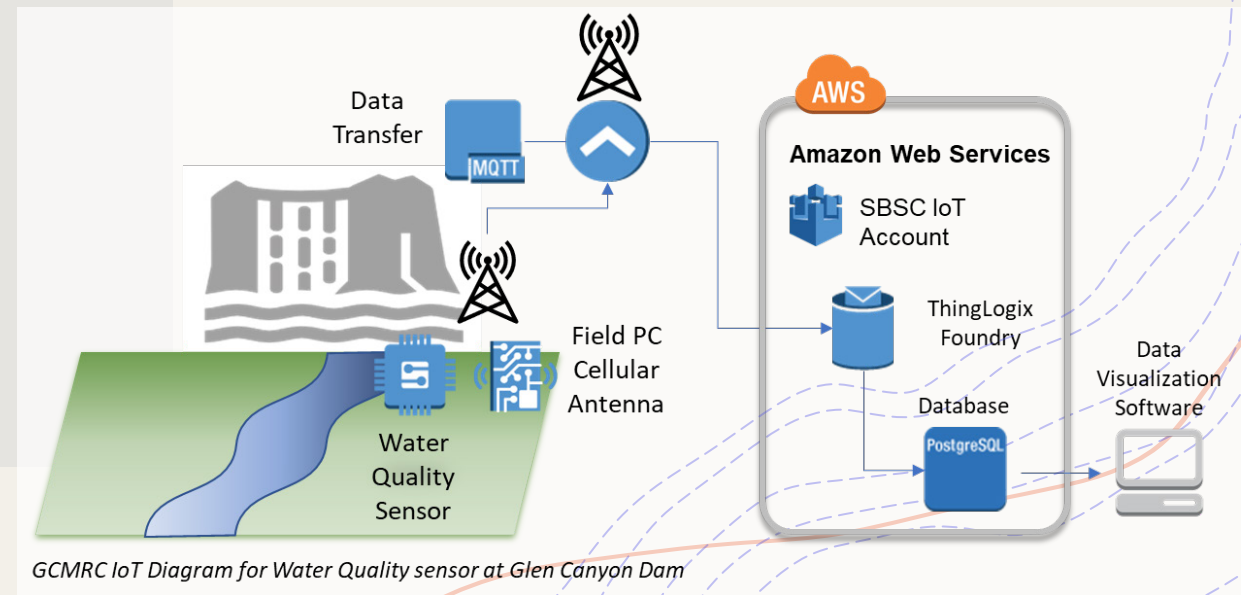 Data
Transfer
MQTT
AWS
Amazon Web Services
SBSC IoT
Account
ThingLogix
Foundry
Field PC
Cellular
Antenna
Water
Quality
Sensor
Database
PostgreSQL
Data
Visualization
Software
GCMRC IoT Diagram for Water Quality sensor at Glen Canyon Dam